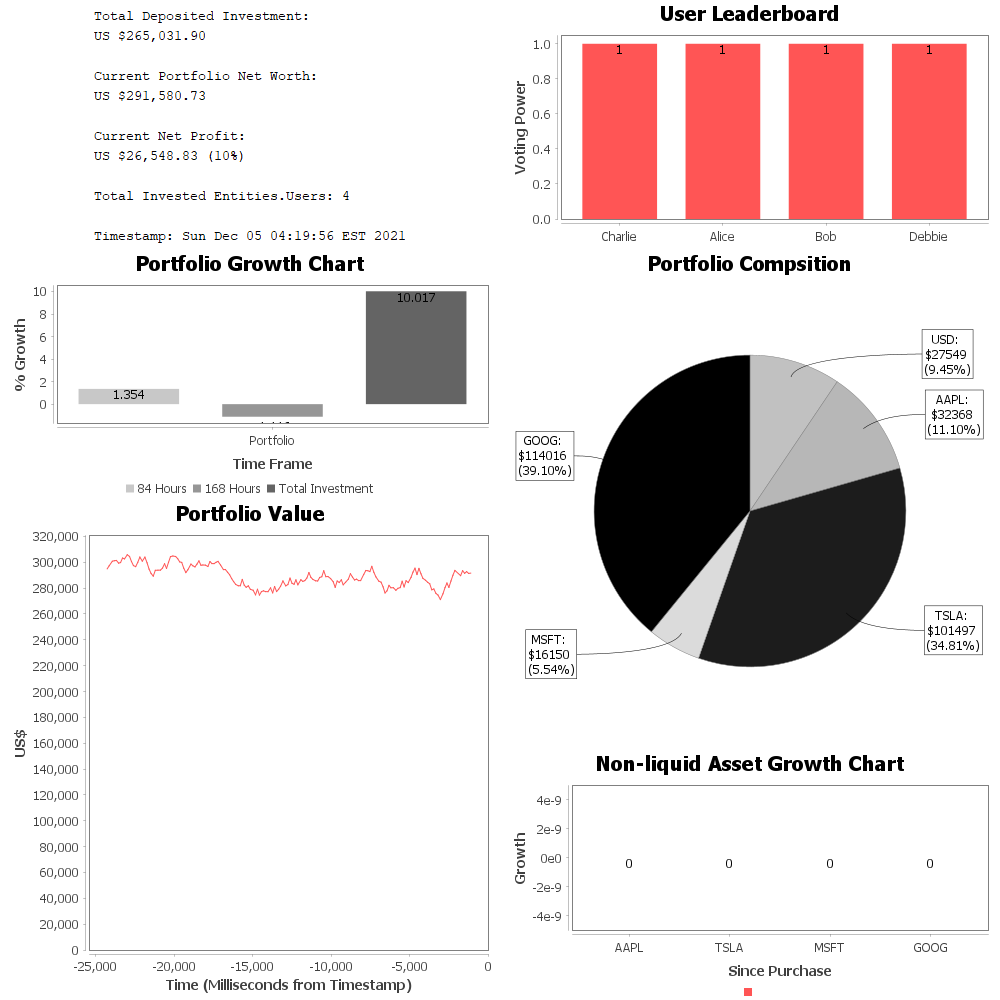 Total Deposited Investment:
US $265,031.90
Current Portfolio Net Worth:
US $291,580.73
Current Net Profit:
US $26,548.83 (10%)
Total Invested Entities.Users: 4
Timestamp: Sun Dec 05 04:19:56 EST 2021
User Leaderboard
Voting Power
1.0
0.8
0.6
0.4
0.2
0.0
1 1 1 1
Charlie Alice Bob Debbie
Portfolio Growth Chart
% Growth
10
8
6
4
2
0
1.354
10.017
Portfolio
Time Frame
84 Hours 168 Hours Total Investment
Portfolio Compsition
USD:
$27549
(9.45%)
AAPL:
$32368
(11.10%)
GOOG:
$114016
(39.10%)
TSLA:
$101497
(34.81%)
MSFT:
$16150
(5.54%)
Portfolio Value
US$
320,000
300,000
280,000
260,000
240,000
220,000
200,000
180,000
160,000
140,000
120,000
100,000
80,000
60,000
40,000
20,000
0
-25,000 -20,000 -15,000 -10,000 -5,000 0
Time (Milliseconds from Timestamp)
Non-liquid Asset Growth Chart
Growth
4e-9
2e-9
0e0
-2e-9
-4e-9
0 0 0 0
AAPL TSLA MSFT GOOG
Since Purchase